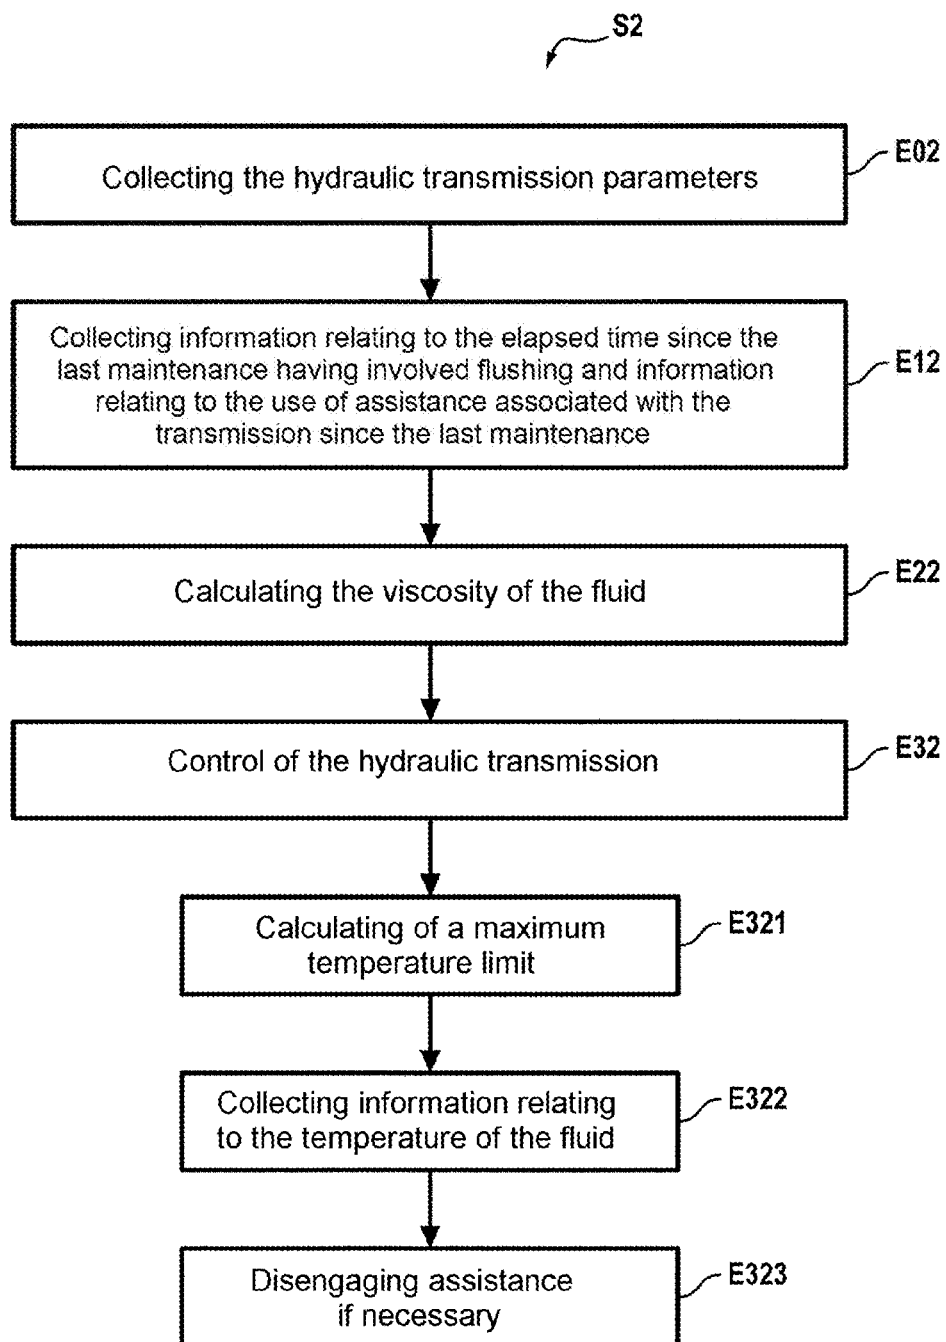 S2
Collecting the hydraulic transmission parameters
E02
Collecting information relating to the elapsed time since the
last maintenance having involved flushing and information
relating to the use of assistance associated with the
transmission since the last maintenance
E12
Calculating the viscosity of the fluid
E22
Control of the hydraulic transmission
E32
Calculating of a maximum
temperature limit
E321
Collecting information relating
to the temperature of the fluid
E322
Disengaging assistance
if necessary
E323